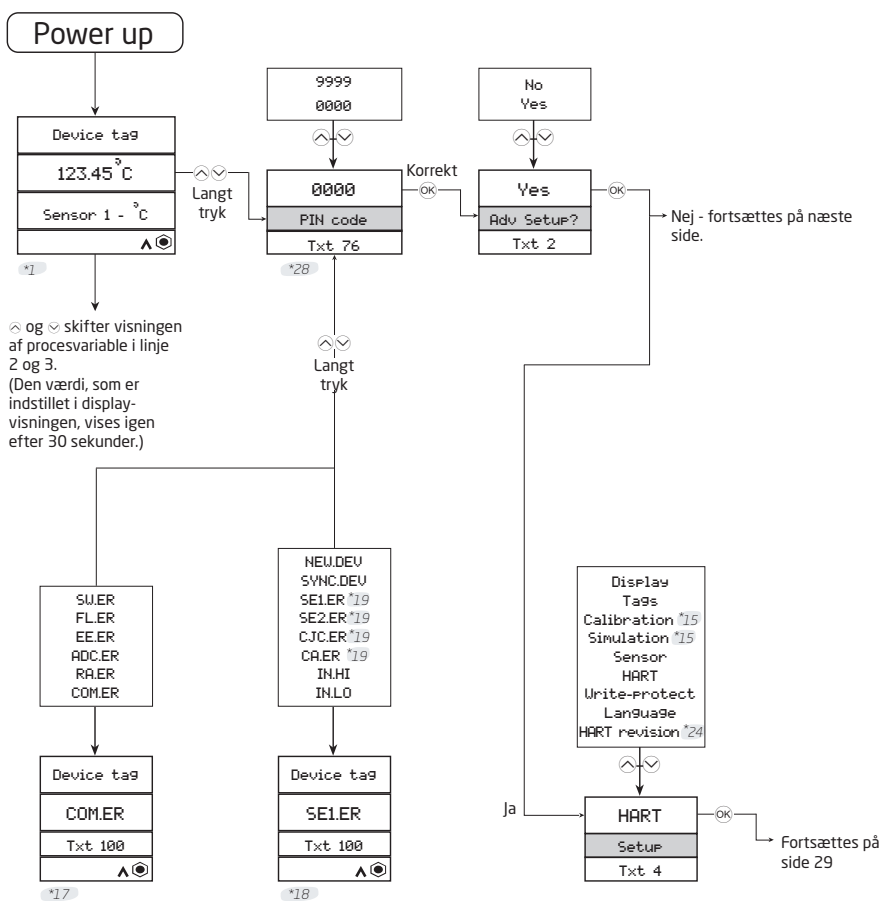 Power up
Device tag
123.45 °C
Sensor 1 - °C
*1
og skifter visningen
af procesvariable i linje
2 og 3.
(Den værdi, som er
indstillet i display-
visningen, vises igen
efter 30 sekunder.)
Langt
tryk
9999
0000
0000
PIN code
Txt 76
*28
Korrekt
OK
No
Yes
Yes
Adv Setup?
Txt 2
OK
Nej - fortsættes på næste
side.
Langt
tryk
SW.ER
FL.ER
EE.ER
ADC.ER
RA.ER
COM.ER
Device tag
COM.ER
Txt 100
*17
NEW.DEV
SYNC.DEV
SE1.ER *19
SE2.ER *19
CJC.ER *19
CA.ER *19
IN.HI
IN.LO
Device tag
SE1.ER
Txt 100
*18
Display
Tags
Calibration *15
Simulation *15
Sensor
HART
Write-protect
Language
HART revision *24
Ja
HART
Setup
Txt 4
OK
Fortsættes på
side 29